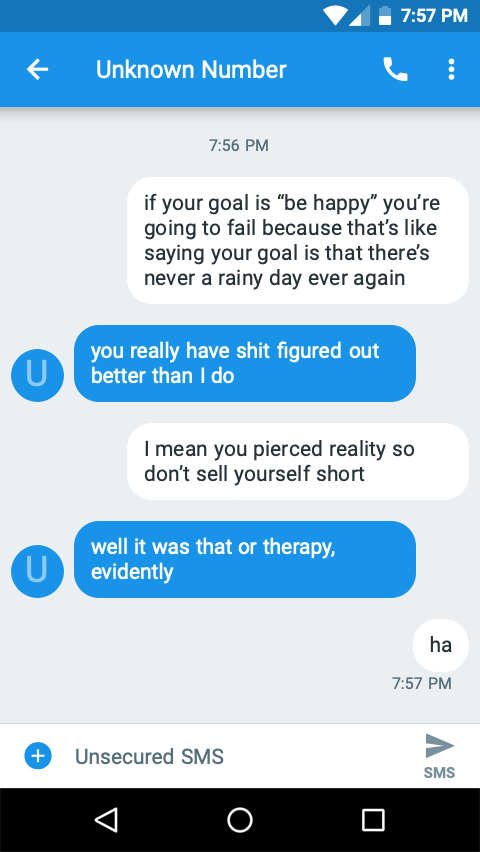 7:57 PM
Unknown Number
7:56 PM
if your goal is “be happy” you’re
going to fail because that’s like
saying your goal is that there’s
never a rainy day ever again
U
you really have shit figured out
better than I do
I mean you pierced reality so
don’t sell yourself short
U
well it was that or therapy,
evidently
ha
7:57 PM
Unsecured SMS
SMS